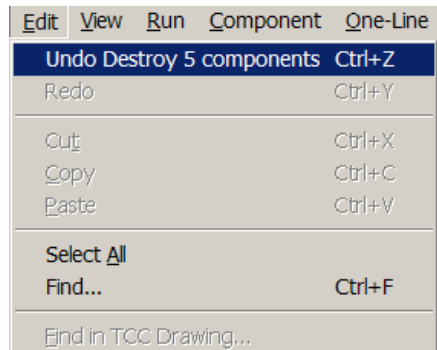 Edit View Run Component One-Line
Undo Destroy 5 components Ctrl+Z
Redo Ctrl+Y
Cut Ctrl+X
Copy Ctrl+C
Paste Ctrl+V
Select All
Find... Ctrl+F
Find in TCC Drawing...